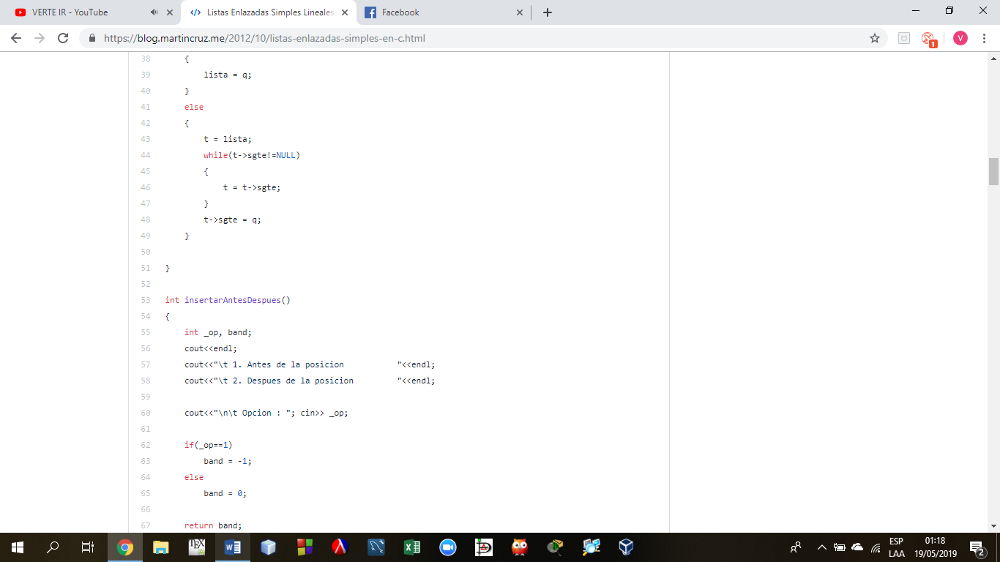 VERTE IR - YouTube
Listas Enlazadas Simples Lineales
Facebook
https://blog.martincruz.me/2012/10/listas-enlazadas-simples-en-c.html
1
V
38 {
39 lista = q;
40 }
41 else
42 {
43 t = lista;
44 while(t->sgte!=NULL)
45 {
46 t = t->sgte;
47 }
48 t->sgte = q;
49 }
50
51 }
52
53 int insertarAntesDespues()
54 {
55 int _op, band;
56 cout<<endl;
57 cout<<"\t 1. Antes de la posicion           "<<endl;
58 cout<<"\t 2. Despues de la posicion         "<<endl;
59
60 cout<<"\n\t Opcion : "; cin>> _op;
61
62 if(_op==1)
63 band = -1;
64 else
65 band = 0;
66
67 return band;
TEX
ESP
LAA
01:18
19/05/2019
2